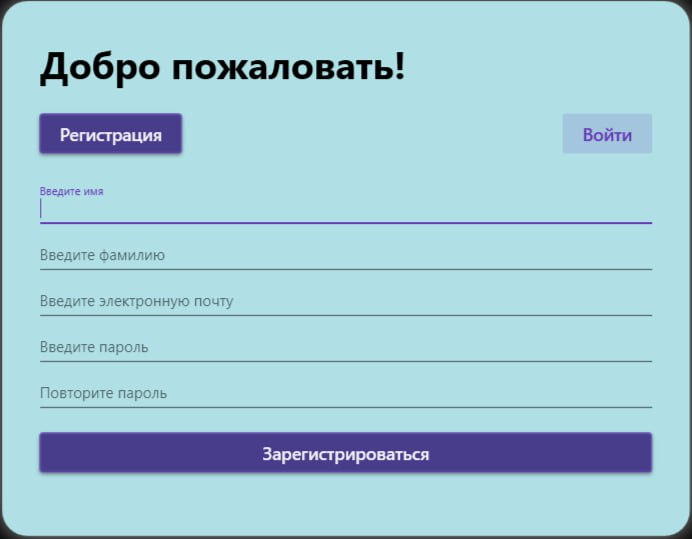 Добро пожаловать!
Регистрация Войти
Введите имя
Введите фамилию
Введите электронную почту
Введите пароль
Повторите пароль
Зарегистрироваться